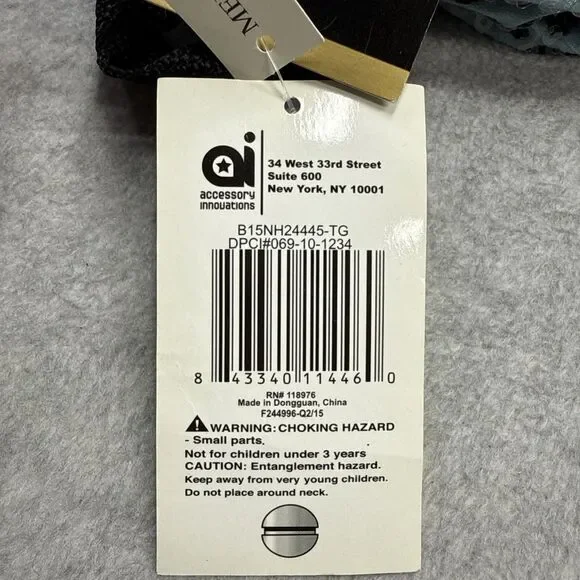 ME
ai
accessory
innovations
34 West 33rd Street
Suite 600
New York, NY 10001
B15NH24445-TG
DPCI#069-10-1234
8 43340 11446 0
RN# 118976
Made in Dongguan, China
F244996-Q2/15
WARNING: CHOKING HAZARD
- Small parts.
Not for children under 3 years
CAUTION: Entanglement hazard.
Keep away from very young children.
Do not place around neck.